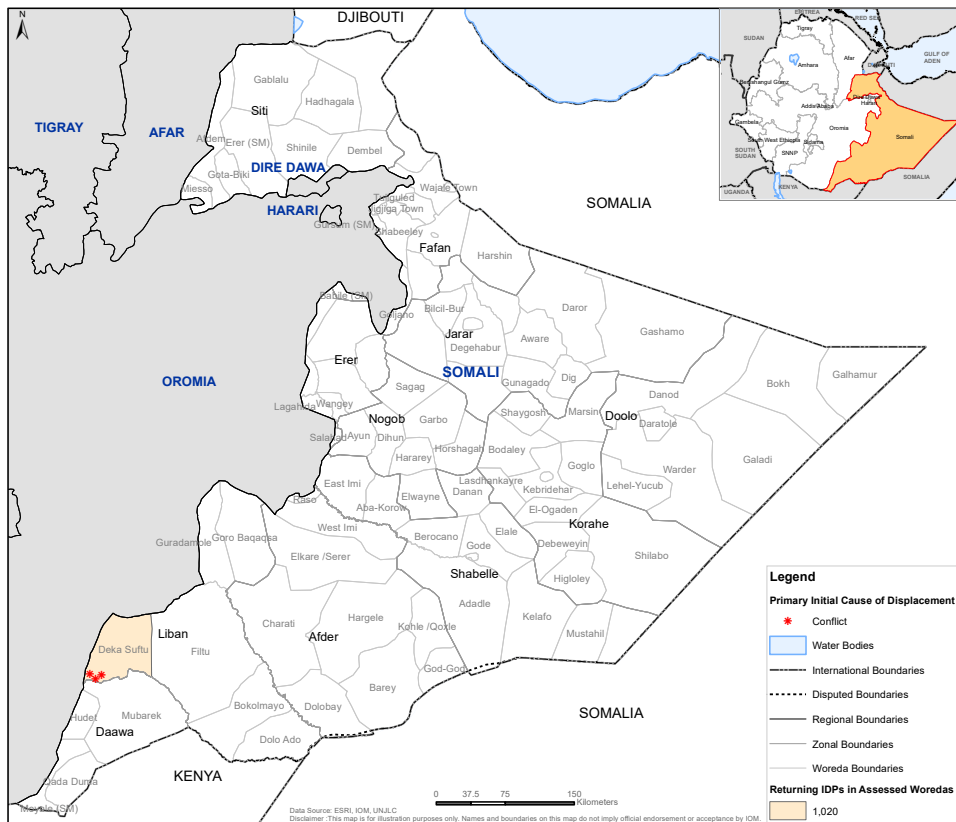 N
DJIBOUTI
TIGRAY
AFAR
DIRE DAWA
HARARI
OROMIA
SOMALI
SOMALIA
SOMALIA
KENYA
Gablalu
Hadhagala
Siti
Afdem
Erer (SM)
Shinile
Dembel
Gota-Biki
Miesso
Wajale Town
Tuliguled
Jigjiga Town
Gursum (SM)
Shabeeley
Fafan
Harshin
Babile (SM)
Goljano
Bilcil-Bur
Jarar
Degehabur
Aware
Daror
Gashamo
Erer
Sagag
Gunagado
Dig
Danod
Bokh
Galhamur
Lagahida
Wangey
Nogob
Garbo
Shaygosh
Marsin
Doolo
Daratole
Salahad
Ayun
Dihun
Hararey
Horshagah
Bodaley
Goglo
Warder
Galadi
Lasdhankayre
Kebridehar
Lehel-Yucub
East Imi
Raso
Aba-Korow
Elwayne
Danan
El-Ogaden
Korahe
West Imi
Berocano
Elale
Debeweyin
Shilabo
Guradamole
Goro Baqaqsa
Elkare /Serer
Gode
Shabelle
Higloley
Adadle
Kelafo
Mustahil
Charati
Hargele
Afder
Kohle /Qoxle
God-God
Liban
Deka Suftu
Filtu
Barey
Bokolmayo
Dolobay
Dolo Ado
Hudet
Mubarek
Daawa
Qada Duma
Moyale (SM)
ERITREA
RED SEA
SUDAN
Tigray
Afar
GULF OF
ADEN
DJIBOUTI
Amhara
Benishangul Gumz
Dire Dawa
Harari
Addis Ababa
Gambela
Oromia
Somali
South West Ethiopia
Sidama
SNNP
SOUTH
SUDAN
UGANDA
KENYA
SOMALIA
Legend
Primary Initial Cause of Displacement
Conflict
Water Bodies
International Boundaries
Disputed Boundaries
Regional Boundaries
Zonal Boundaries
Woreda Boundaries
Returning IDPs in Assessed Woredas
1,020
0 37.5 75 150
Kilometers
Data Source: ESRI, IOM, UNJLC
Disclaimer :This map is for illustration purposes only. Names and boundaries on this map do not imply official endorsement or acceptance by IOM.